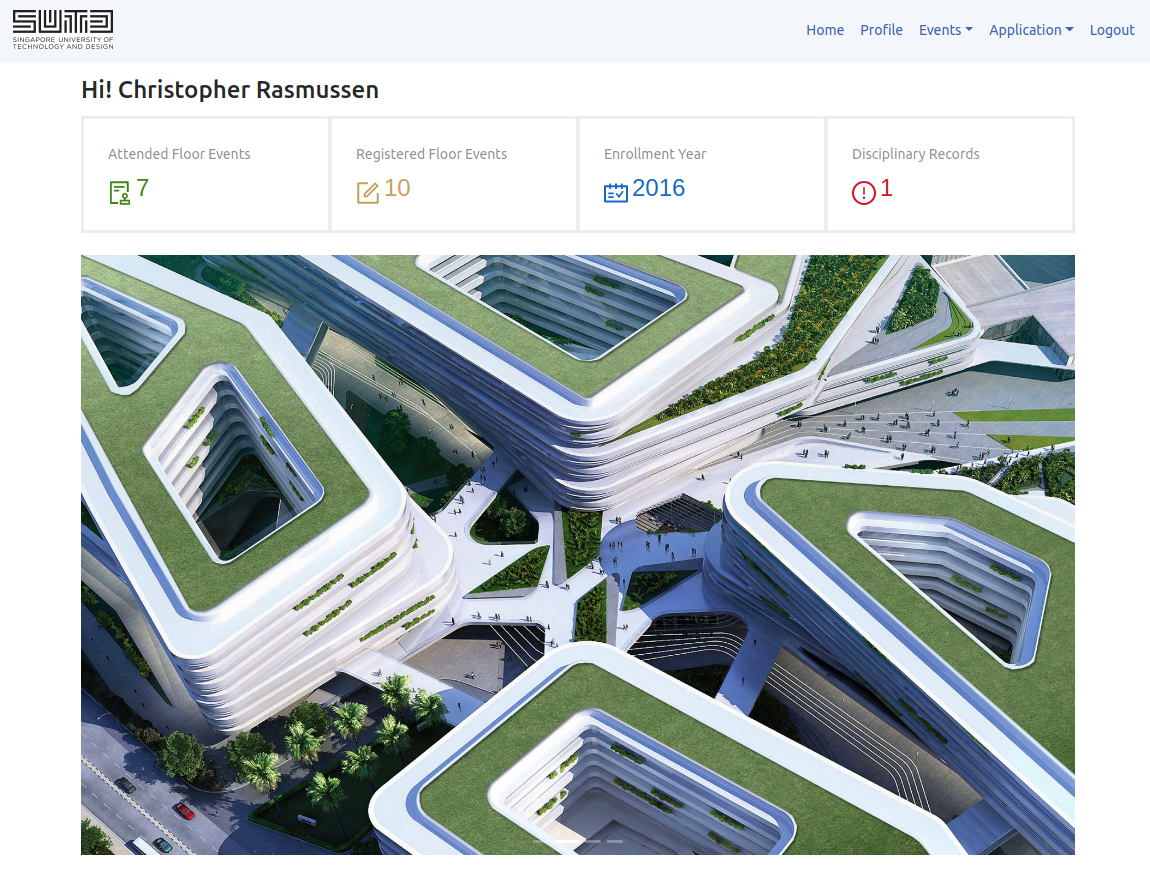 SUTD
SINGAPORE UNIVERSITY OF
TECHNOLOGY AND DESIGN
Home Profile Events Application Logout
Hi! Christopher Rasmussen
Attended Floor Events
7
Registered Floor Events
10
Enrollment Year
2016
Disciplinary Records
1